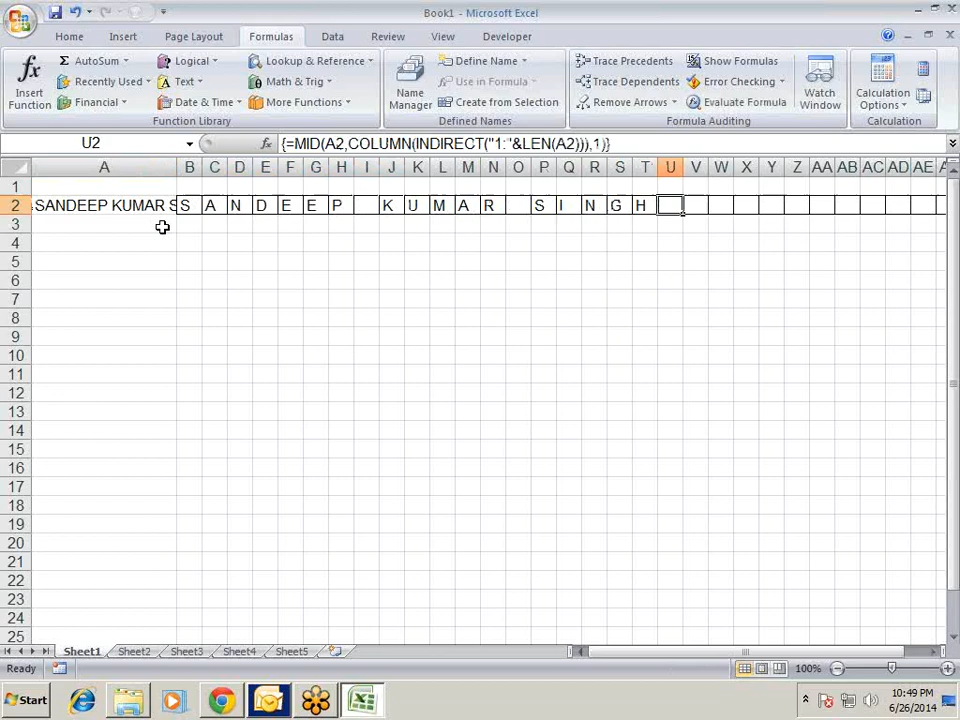 Book1 - Microsoft Excel
Home Insert Page Layout Formulas Data Review View Developer
Insert Function
Σ AutoSum
Recently Used
Financial
Logical
Text
Date & Time
Lookup & Reference
Math & Trig
More Functions
Function Library
Name Manager
Define Name
Use in Formula
Create from Selection
Defined Names
Trace Precedents
Trace Dependents
Remove Arrows
Show Formulas
Error Checking
Evaluate Formula
Formula Auditing
Watch Window
Calculation Options
Calculation
U2
fx {=MID(A2,COLUMN(INDIRECT("1:"&LEN(A2))),1)}
A B C D E F G H I J K L M N O P Q R S T U V W X Y Z AA AB AC AD AE
1
2 SANDEEP KUMAR S S A N D E E P K U M A R S I N G H
3
4
5
6
7
8
9
10
11
12
13
14
15
16
17
18
19
20
21
22
23
24
25
Sheet1 Sheet2 Sheet3 Sheet4 Sheet5
Ready 100%
Start
10:49 PM
6/26/2014